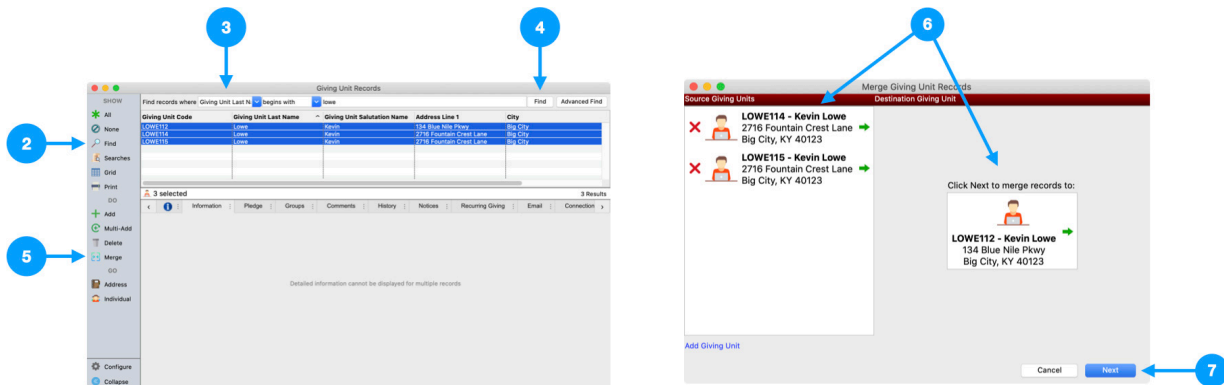 3
4
6
Giving Unit Records
SHOW
Find records where Giving Unit Last N: begins with lowe Find Advanced Find
All
None
Find
Searches
Grid
Print
GO
Add
Multi-Add
Delete
Merge
GO
Address
Individual
Configure
Collapse
2
5
Giving Unit Code Giving Unit Last Name Giving Unit Salutation Name Address Line 1 City
LOWE112 Lowe Kevin 134 Blue Nile Pkwy Big City
LOWE114 Lowe Kevin 2716 Fountain Crest Lane Big City
LOWE115 Lowe Kevin 2716 Fountain Crest Lane Big City
3 selected 3 Results
Information Pledge Groups Comments History Notices Recurring Giving Email Connection
Detailed information cannot be displayed for multiple records
Merge Giving Unit Records
Source Giving Units Destination Giving Unit
LOWE114 - Kevin Lowe
2716 Fountain Crest Lane
Big City, KY 40123
LOWE115 - Kevin Lowe
2716 Fountain Crest Lane
Big City, KY 40123
Click Next to merge records to:
LOWE112 - Kevin Lowe
134 Blue Nile Pkwy
Big City, KY 40123
Add Giving Unit
Cancel Next
7